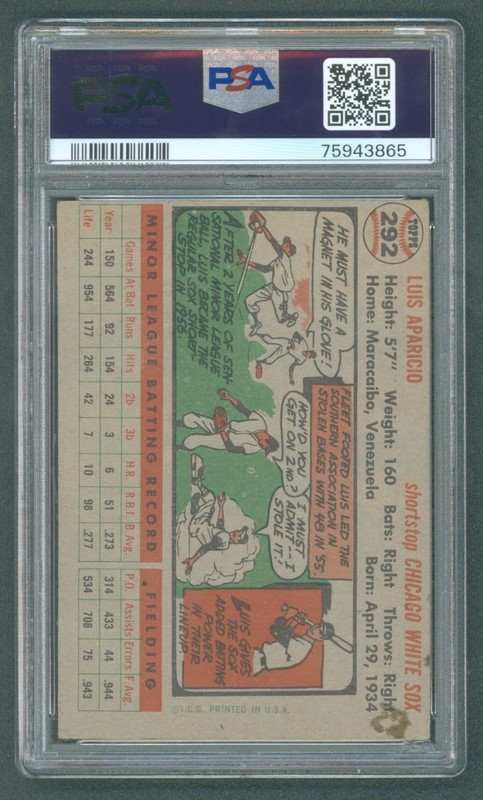 PSA
PSA
75943865
TOPPS
292
LUIS APARICIO shortstop CHICAGO WHITE SOX
Height: 5'7" Weight: 160 Bats: Right Throws: Right
Home: Maracaibo, Venezuela Born: April 29, 1934
HE MUST HAVE A
MAGNET IN HIS GLOVE!
AFTER 2 YEARS OF SEN-
SATIONAL MINOR LEAGUE
BALL, LUIS BECAME THE
REGULAR SOX SHORT-
STOP IN 1956
FLEET FOOTED LUIS LED THE
SOUTHERN ASSOCIATION IN
STOLEN BASES WITH 48 IN '55.
HOW'D YOU
GET ON 2ND?
I MUST
ADMIT--I
STOLE IT!
LUIS GIVES
THE SOX
ADDED BATTING
POWER
IN THEIR
LINEUP.
MINOR LEAGUE BATTING RECORD FIELDING
Games At Bat Runs Hits 2b 3b H.R. R.B.I. B. Avg. P.O. Assists Errors F. Avg.
Year 150 564 92 154 24 3 6 51 .273 314 433 44 .944
Life 244 954 177 264 42 7 10 98 .277 534 708 75 .943
©T.C.G. PRINTED IN U.S.A.